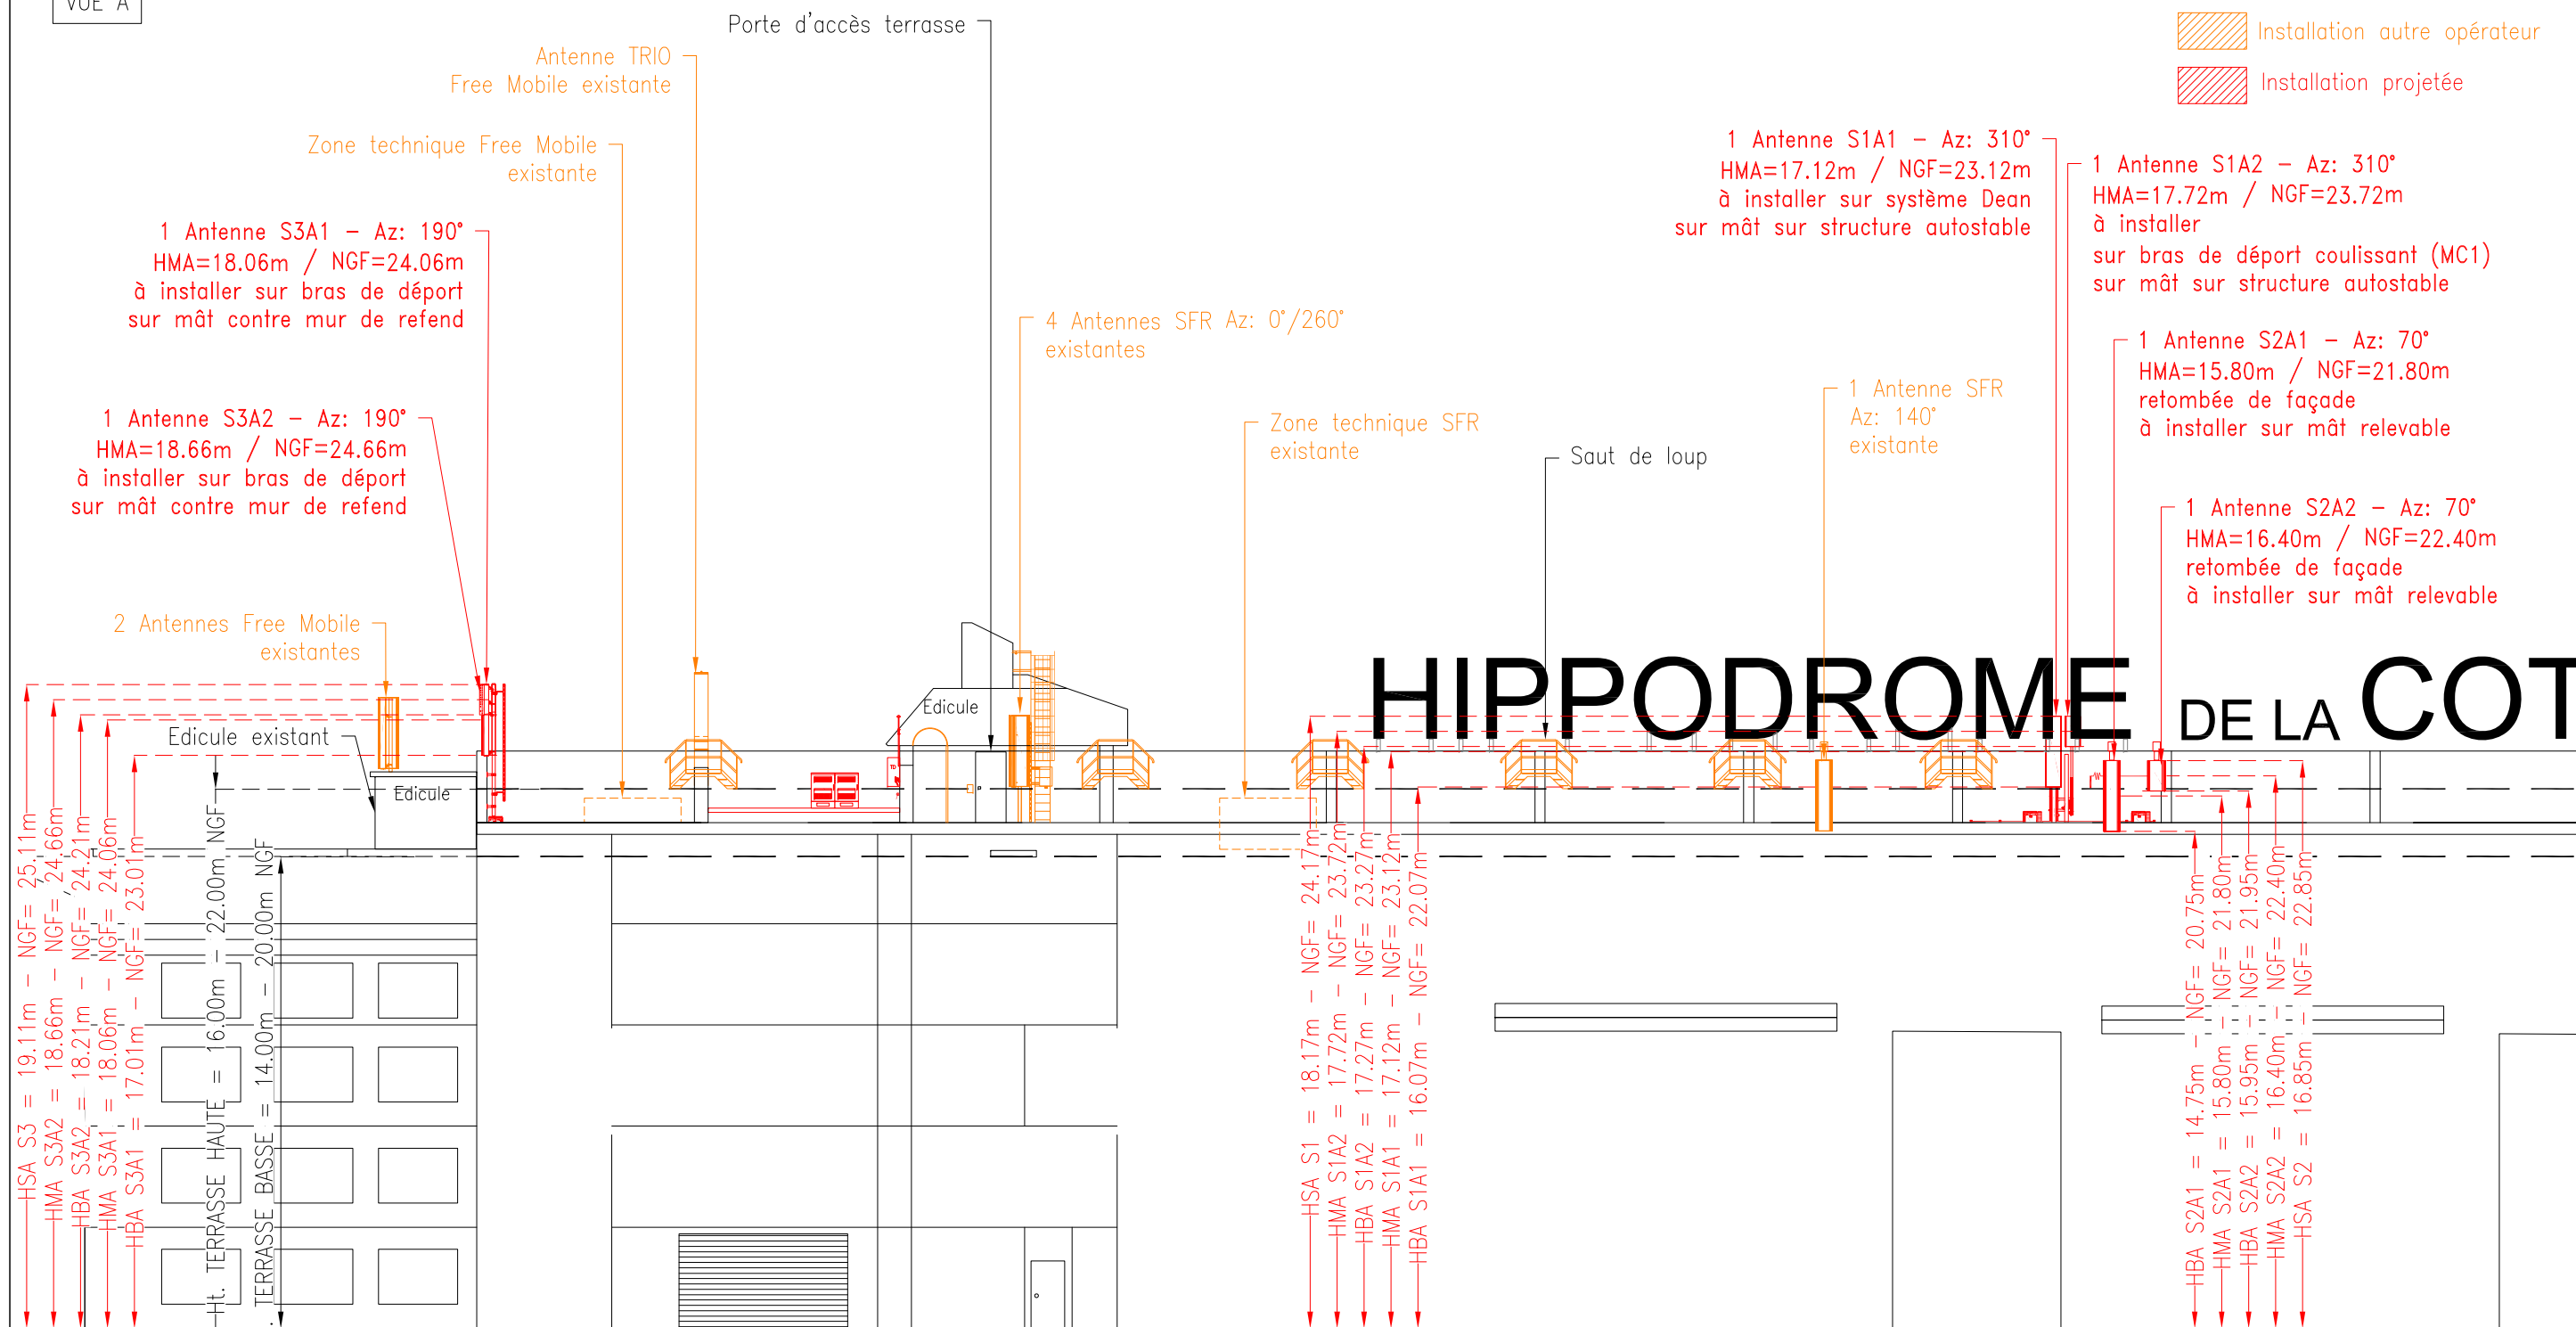 VUE A
Porte d'accès terrasse
Installation autre opérateur
Installation projetée
Antenne TRIO
Free Mobile existante
Zone technique Free Mobile
existante
1 Antenne S3A1 - Az: 190°
HMA=18.06m / NGF=24.06m
à installer sur bras de déport
sur mât contre mur de refend
1 Antenne S3A2 - Az: 190°
HMA=18.66m / NGF=24.66m
à installer sur bras de déport
sur mât contre mur de refend
2 Antennes Free Mobile
existantes
Edicule existant
Edicule
Edicule
4 Antennes SFR Az: 0°/260°
existantes
Zone technique SFR
existante
Saut de loup
1 Antenne SFR
Az: 140°
existante
1 Antenne S1A1 - Az: 310°
HMA=17.12m / NGF=23.12m
à installer sur système Dean
sur mât sur structure autostable
1 Antenne S1A2 - Az: 310°
HMA=17.72m / NGF=23.72m
à installer
sur bras de déport coulissant (MC1)
sur mât sur structure autostable
1 Antenne S2A1 - Az: 70°
HMA=15.80m / NGF=21.80m
retombée de façade
à installer sur mât relevable
1 Antenne S2A2 - Az: 70°
HMA=16.40m / NGF=22.40m
retombée de façade
à installer sur mât relevable
HIPPODROME DE LA COT
HSA S3 = 19.11m - NGF= 25.11m
HMA S3A2 = 18.66m - NGF= 24.66m
HBA S3A2 = 18.21m - NGF= 24.21m
HMA S3A1 = 18.06m - NGF= 24.06m
HBA S3A1 = 17.01m - NGF= 23.01m
Ht. TERRASSE HAUTE = 16.00m - 22.00m NGF
. TERRASSE BASSE = 14.00m - 20.00m NGF
HSA S1 = 18.17m - NGF= 24.17m
HMA S1A2 = 17.72m - NGF= 23.72m
HBA S1A2 = 17.27m - NGF= 23.27m
HMA S1A1 = 17.12m - NGF= 23.12m
HBA S1A1 = 16.07m - NGF= 22.07m
HBA S2A1 = 14.75m - NGF= 20.75m
HMA S2A1 = 15.80m - NGF= 21.80m
HBA S2A2 = 15.95m - NGF= 21.95m
HMA S2A2 = 16.40m - NGF= 22.40m
HSA S2 = 16.85m - NGF= 22.85m